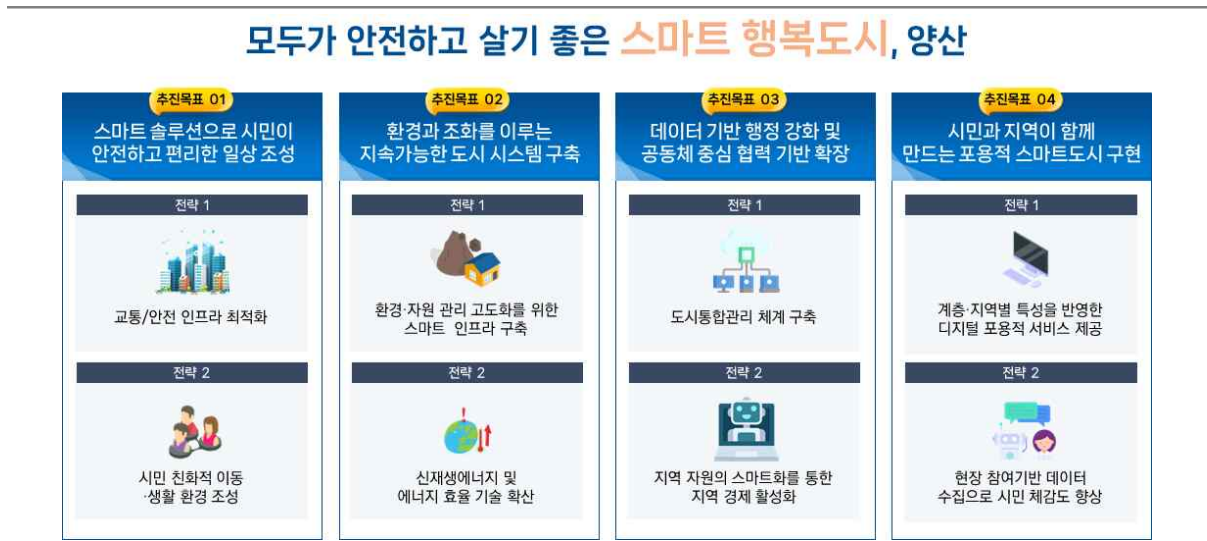 모두가 안전하고 살기 좋은 스마트 행복도시, 양산
추진목표 01
스마트 솔루션으로 시민이
안전하고 편리한 일상 조성
전략 1
교통/안전 인프라 최적화
전략 2
시민 친화적 이동
·생활 환경 조성
추진목표 02
환경과 조화를 이루는
지속가능한 도시 시스템 구축
전략 1
환경·자원 관리 고도화를 위한
스마트 인프라 구축
전략 2
신재생에너지 및
에너지 효율 기술 확산
추진목표 03
데이터 기반 행정 강화 및
공동체 중심 협력 기반 확장
전략 1
도시통합관리 체계 구축
전략 2
지역 자원의 스마트화를 통한
지역 경제 활성화
추진목표 04
시민과 지역이 함께
만드는 포용적 스마트도시 구현
전략 1
계층·지역별 특성을 반영한
디지털 포용적 서비스 제공
전략 2
현장 참여기반 데이터
수집으로 시민 체감도 향상